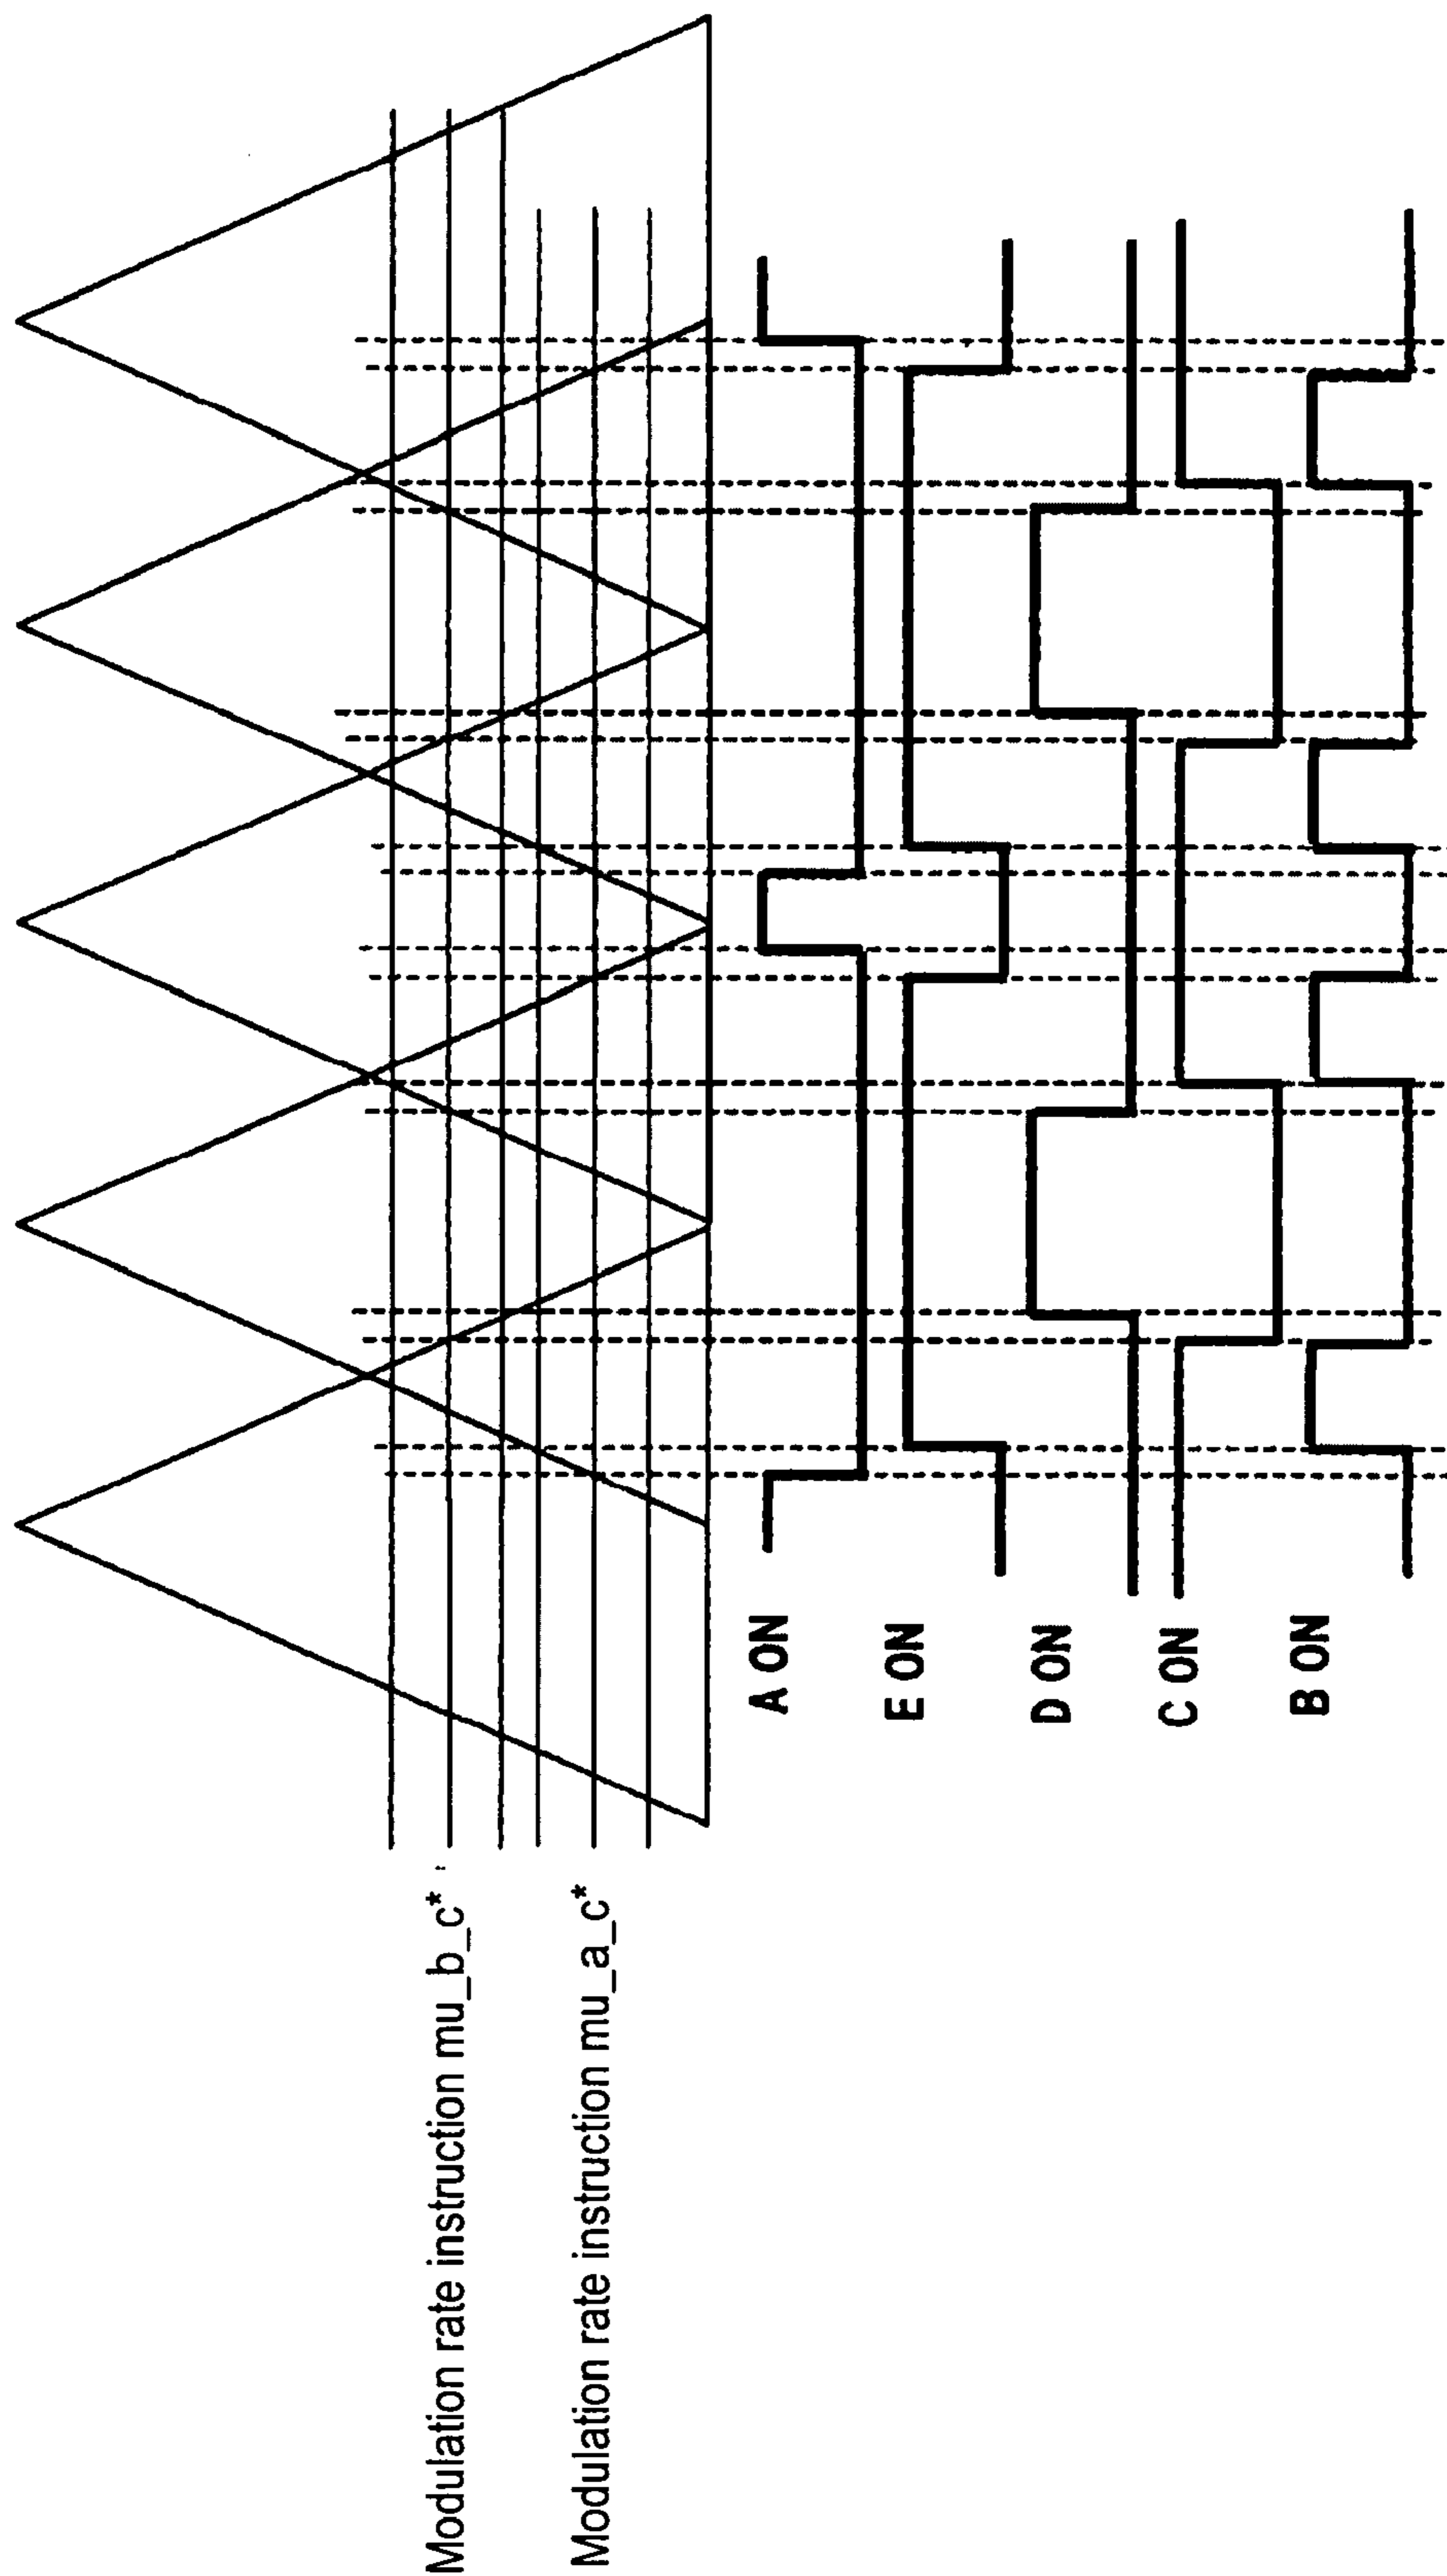 Modulation rate instruction mu_b_c*
Modulation rate instruction mu_a_c*
A ON
E ON
D ON
C ON
B ON